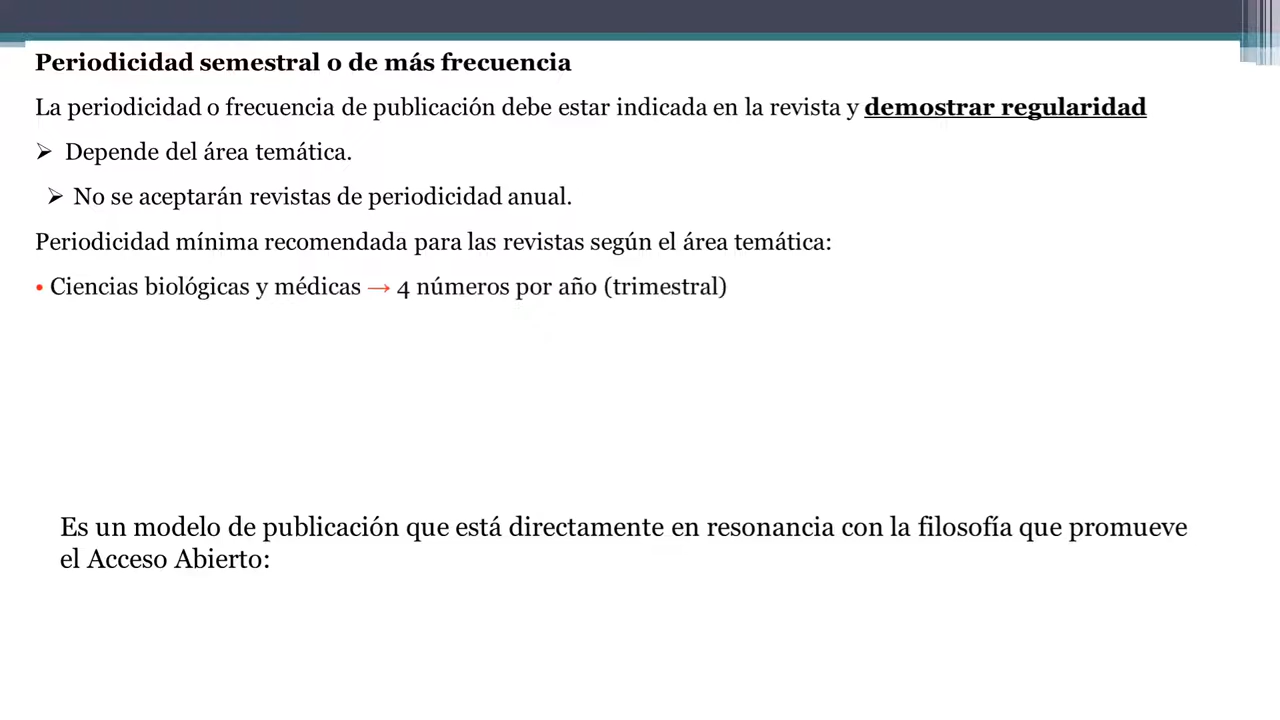 Periodicidad semestral o de más frecuencia
La periodicidad o frecuencia de publicación debe estar indicada en la revista y demostrar regularidad
➢ Depende del área temática.
➢ No se aceptarán revistas de periodicidad anual.
Periodicidad mínima recomendada para las revistas según el área temática:
• Ciencias biológicas y médicas → 4 números por año (trimestral)
Es un modelo de publicación que está directamente en resonancia con la filosofía que promueve
el Acceso Abierto: